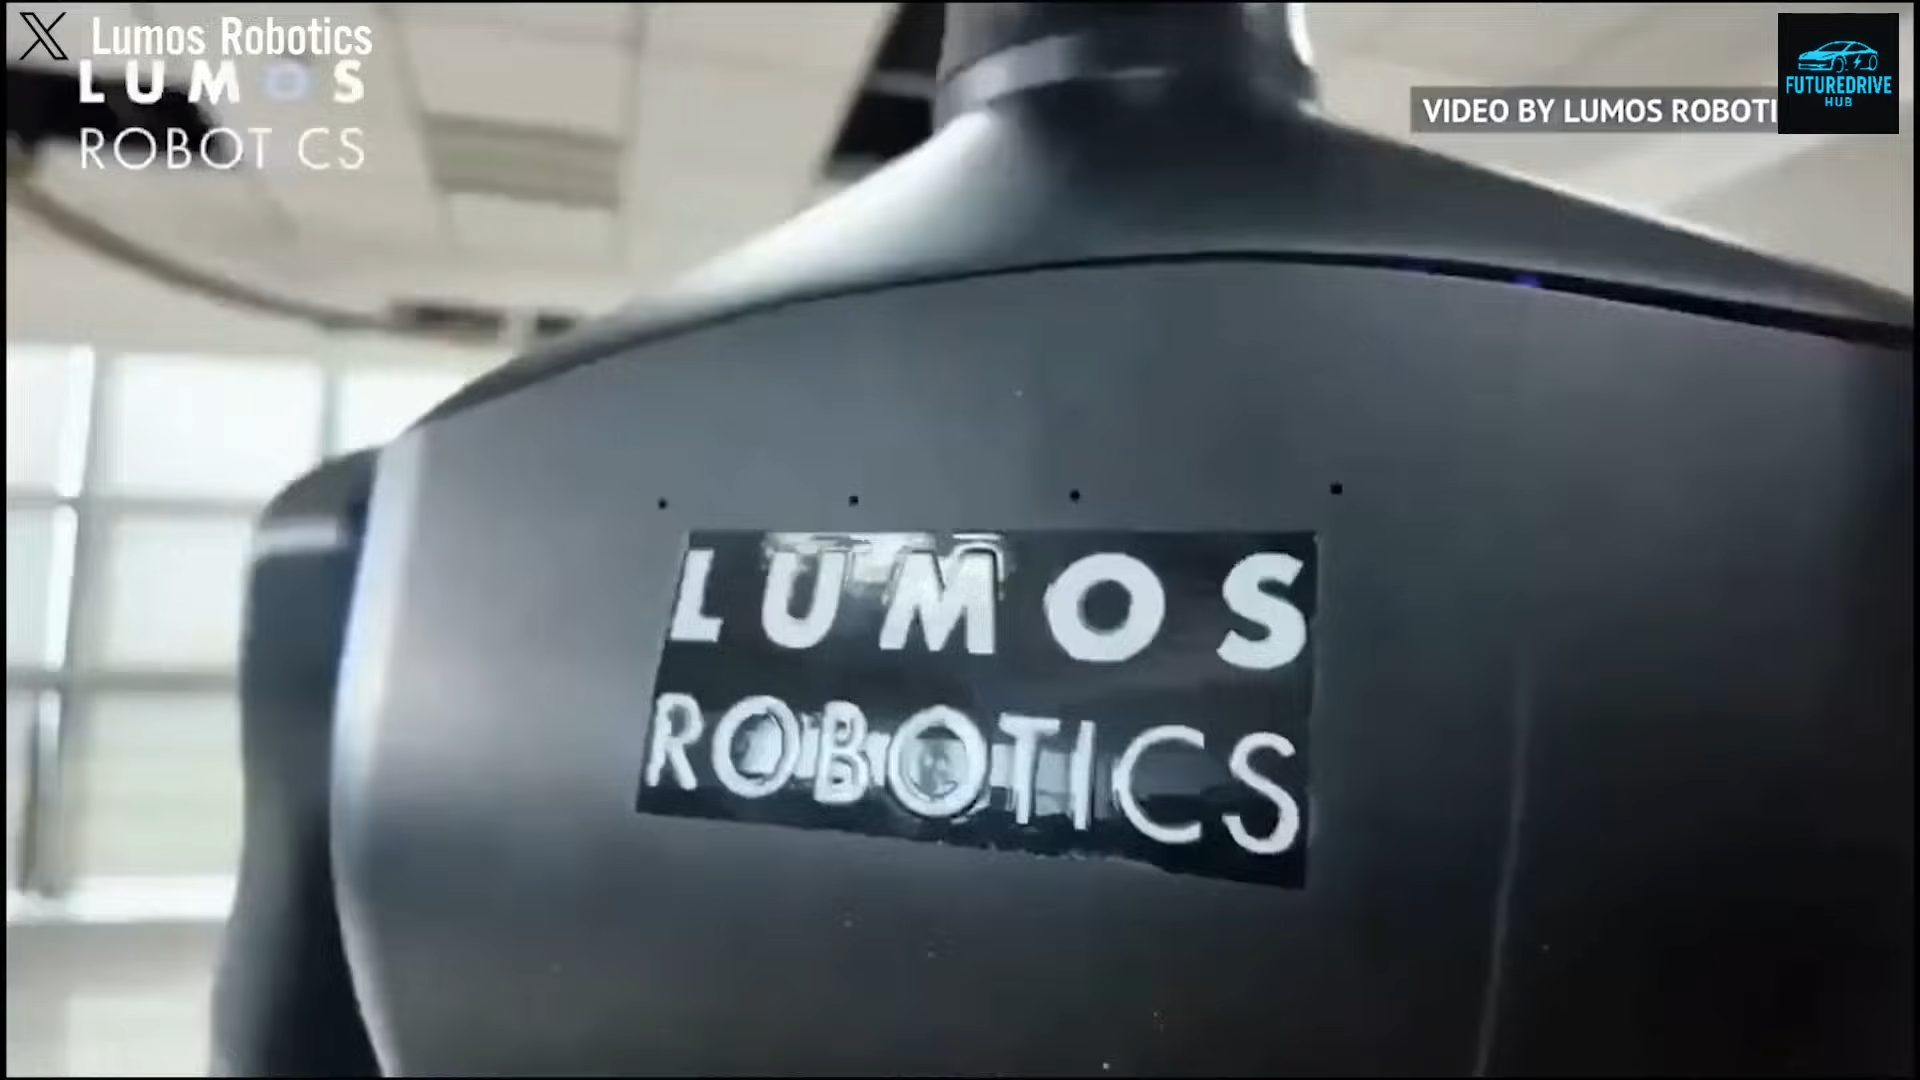 Lumos Robotics
LUMOS
ROBOTICS
VIDEO BY LUMOS ROBOTI
FUTUREDRIVE
HUB
LUMOS
ROBOTICS